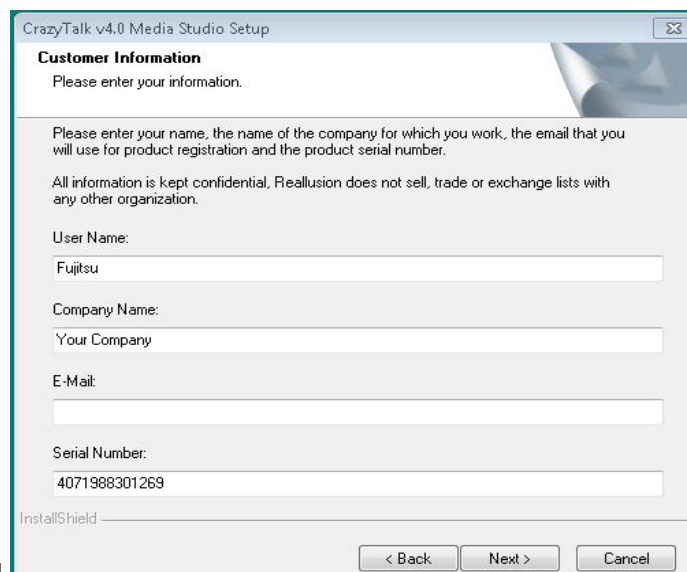 CrazyTalk v4.0 Media Studio Setup
Customer Information
Please enter your information.
Please enter your name, the name of the company for which you work, the email that you
will use for product registration and the product serial number.
All information is kept confidential, Reallusion does not sell, trade or exchange lists with
any other organization.
User Name:
Fujitsu
Company Name:
Your Company
E-Mail:
Serial Number:
4071988301269
InstallShield
< Back Next > Cancel